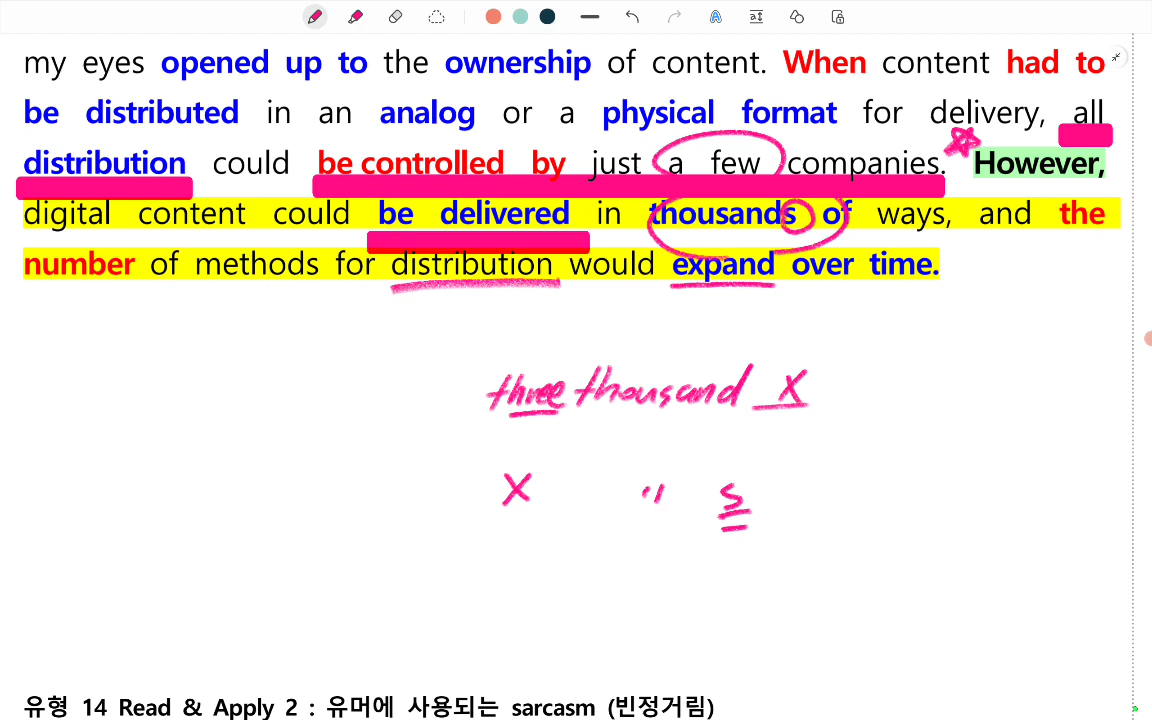 my eyes opened up to the ownership of content. When content had to
be distributed in an analog or a physical format for delivery, all
distribution could be controlled by just a few companies. However,
digital content could be delivered in thousands of ways, and the
number of methods for distribution would expand over time.
three thousand X
X " s
유형 14 Read & Apply 2 : 유머에 사용되는 sarcasm (빈정거림)